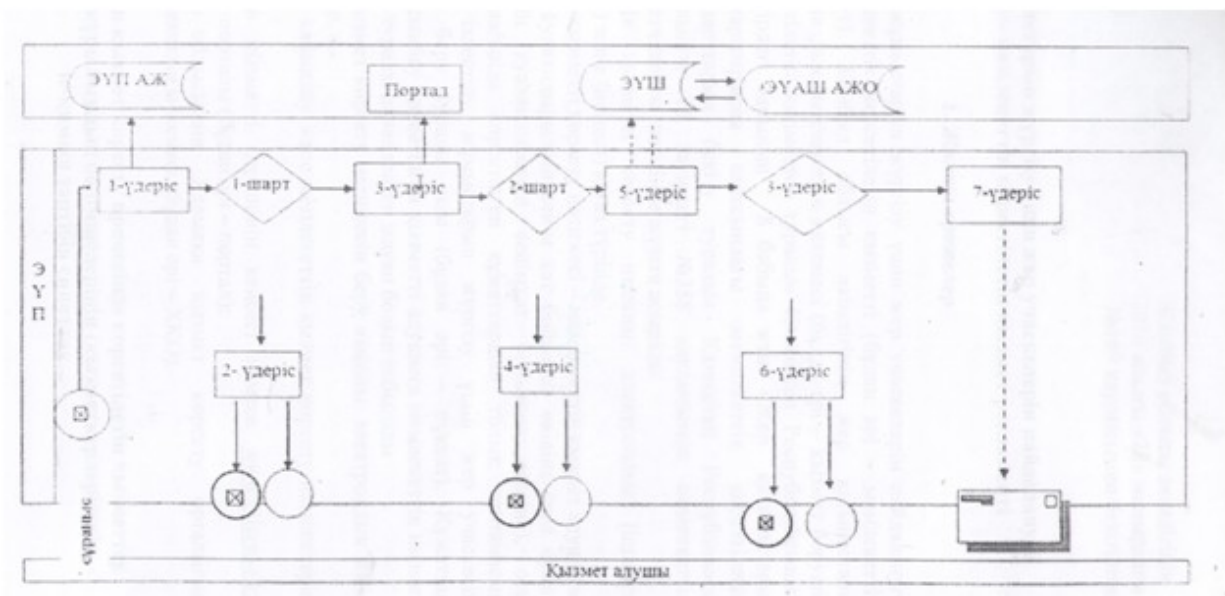 ЭҮП АЖ
Портал
ЭҮШ
ЭҮАШ АЖО
1-үдеріс
1-шарт
3-үдеріс
2-шарт
5-үдеріс
3-үдеріс
7-үдеріс
Э
Ү
П
2- үдеріс
4-үдеріс
6-үдеріс
сұраныс
Қызмет алушы